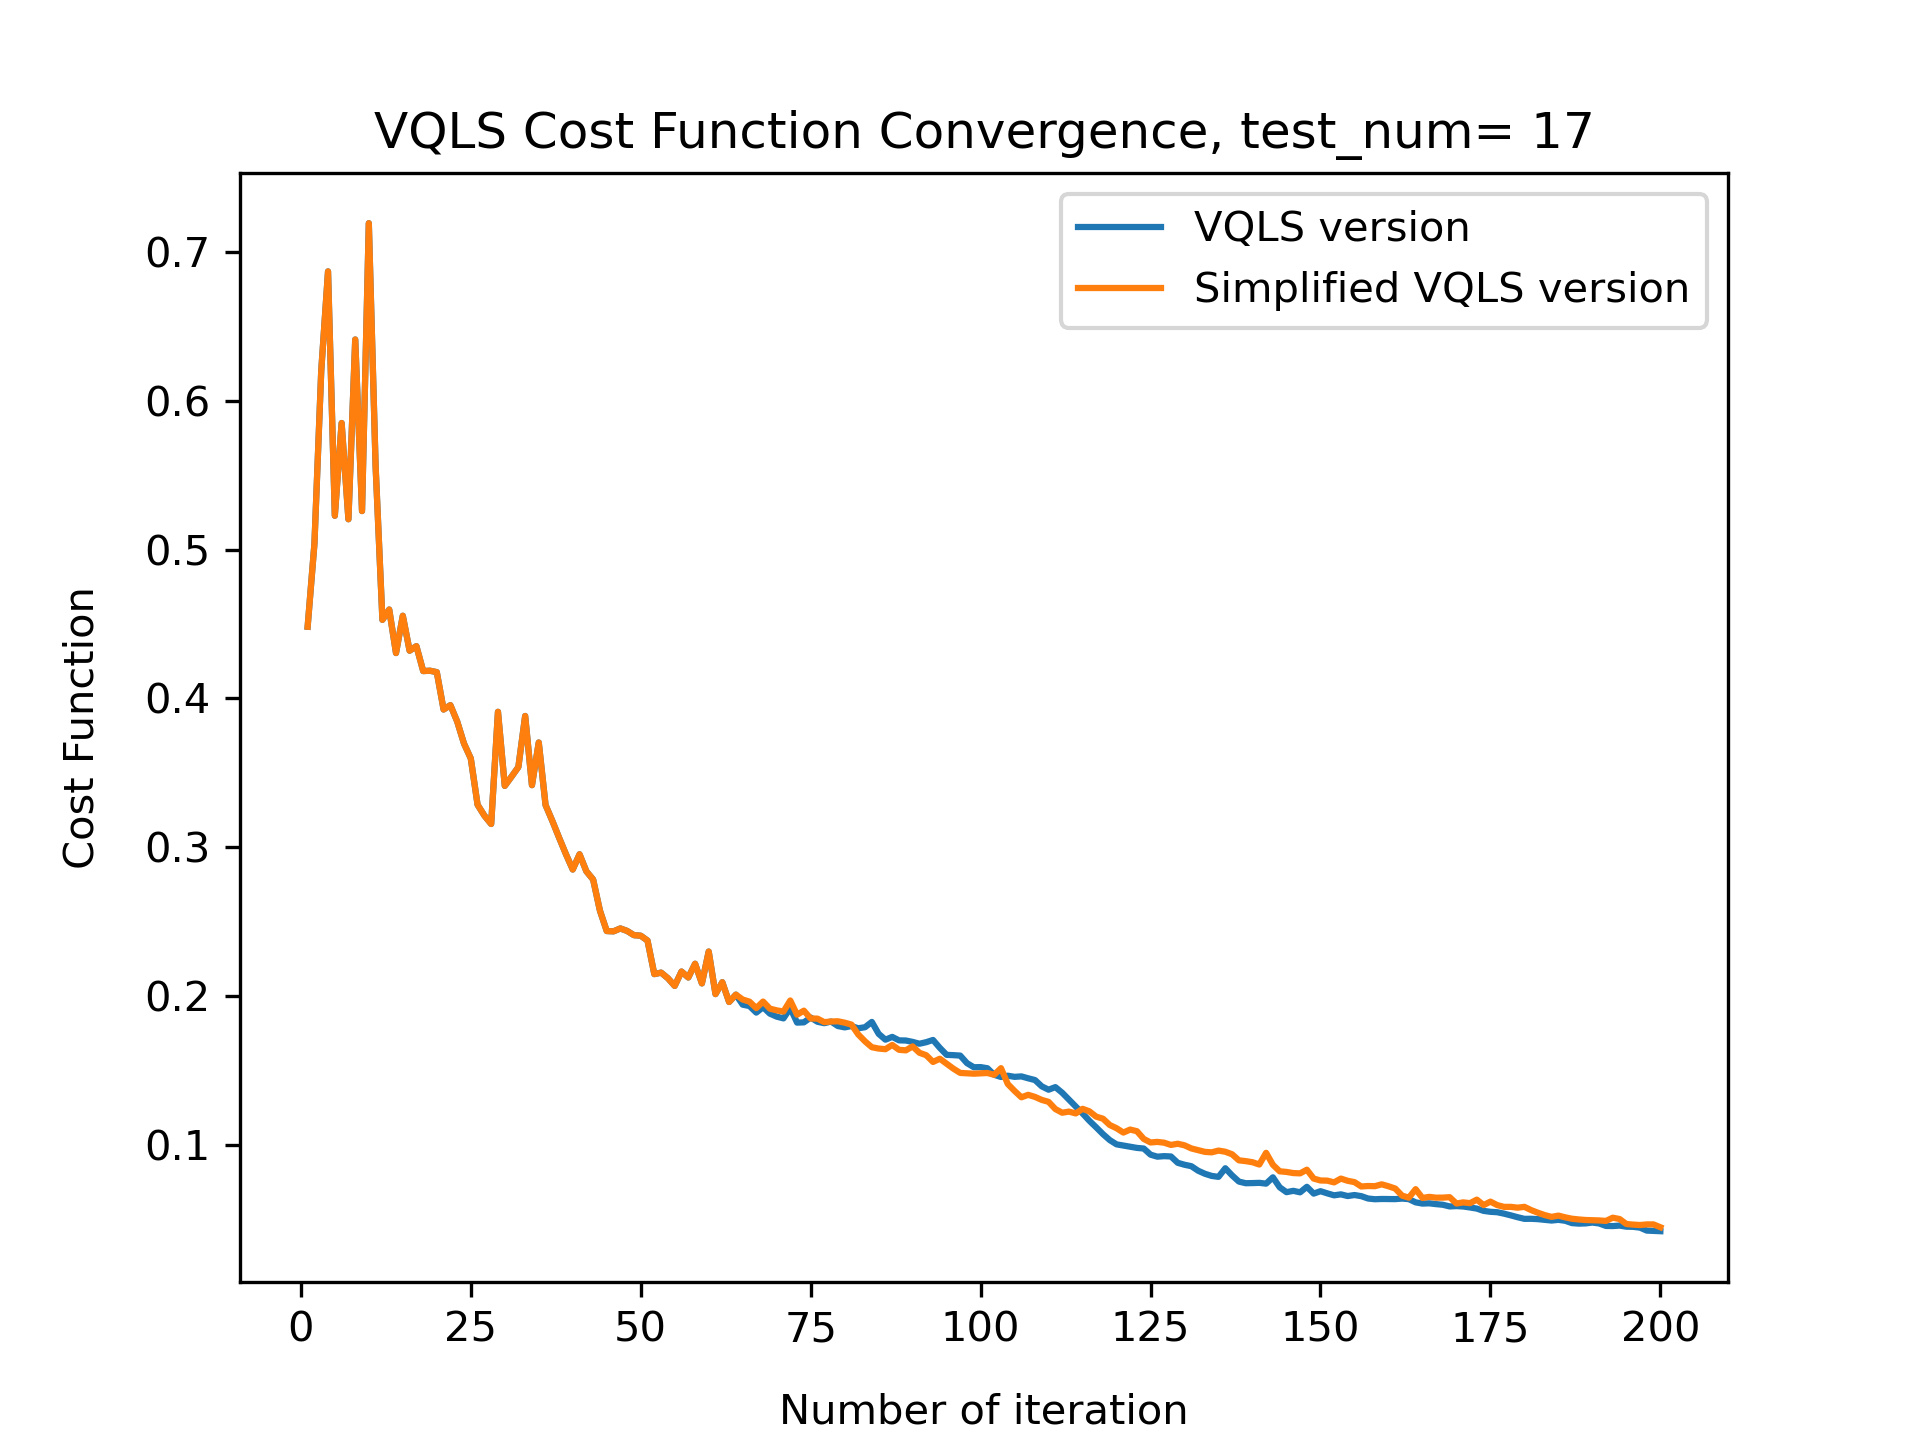 VQLS Cost Function Convergence, test_num= 17
VQLS version
Simplified VQLS version
0.7
0.6
0.5
0.4
0.3
0.2
0.1
Cost Function
0 25 50 75 100 125 150 175 200
Number of iteration